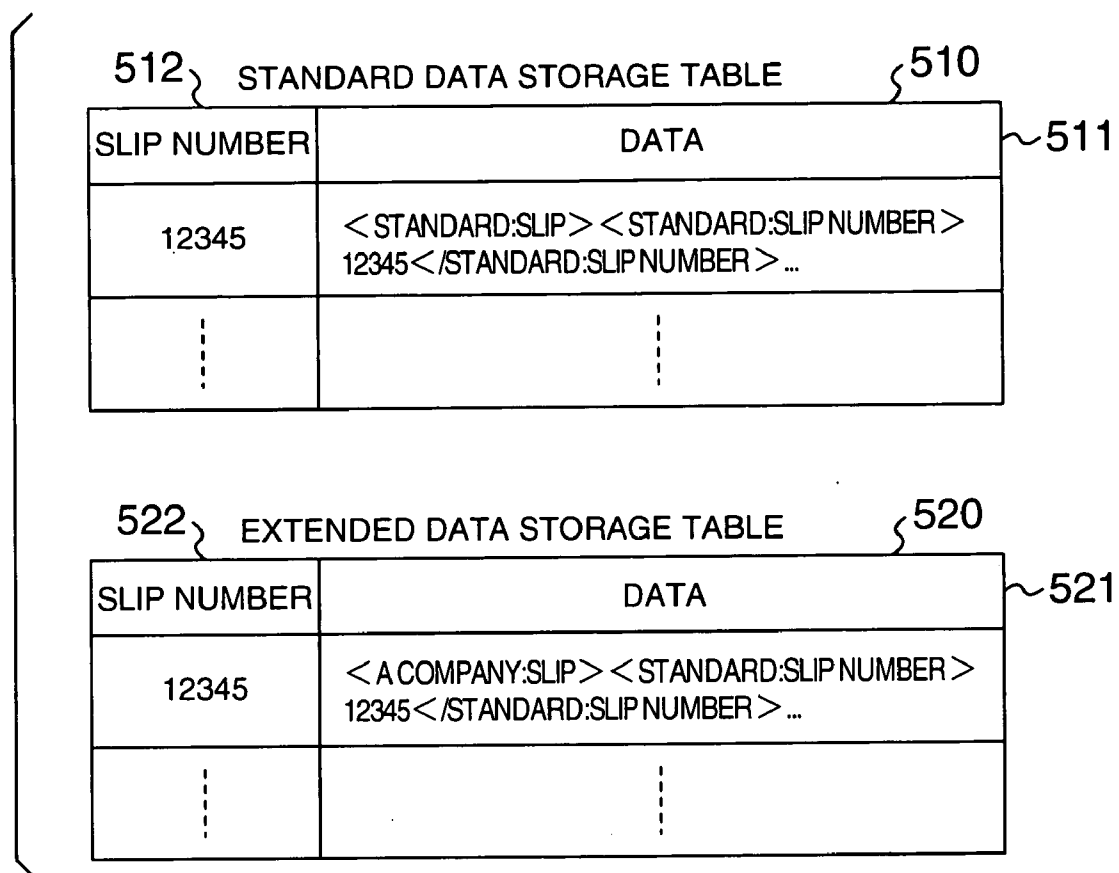 512 STANDARD DATA STORAGE TABLE 510
SLIP NUMBER DATA 511
12345 <STANDARD:SLIP><STANDARD:SLIP NUMBER>
12345</STANDARD:SLIP NUMBER>...
522 EXTENDED DATA STORAGE TABLE 520
SLIP NUMBER DATA 521
12345 <A COMPANY:SLIP><STANDARD:SLIP NUMBER>
12345</STANDARD:SLIP NUMBER>...